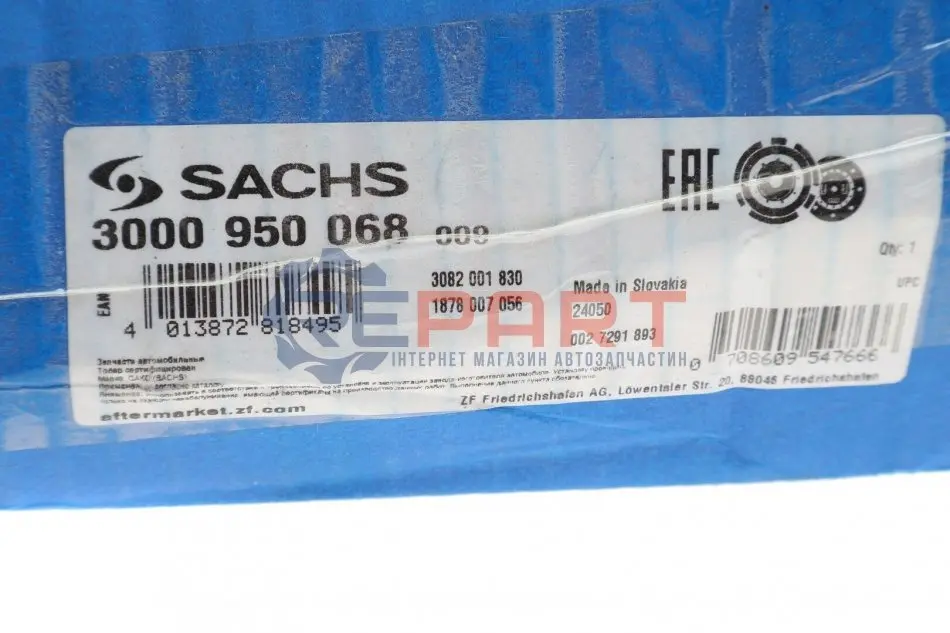 SACHS
EAC
3000 950 068
Qty: 1
EAN
3082 001 830
Made in Slovakia
UPC
1878 007 056
24050
4 013872 818495
002 7291 893
0 708609 547666
REPART
ІНТЕРНЕТ МАГАЗИН АВТОЗАПЧАСТИН
Запчасти автомобильные
Товар сертифицирован
aftermarket.zf.com
ZF Friedrichshafen AG, Löwentaler Str. 20, 88046 Friedrichshafen